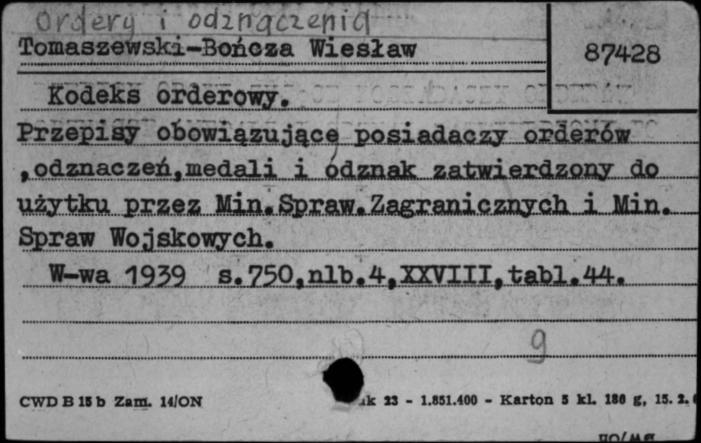 Ordery i odznaczenia
Tomaszewski-Bończa Wiesław
87428
Kodeks orderowy.
Przepisy obowiązujące posiadaczy orderów
,odznaczeń,medali i odznak zatwierdzony do
użytku przez Min.Spraw.Zagranicznych i Min.
Spraw Wojskowych.
W-wa 1939 s.750,nlb.4,XXVIII,tabl.44.
9
CWD B 15 b Zam. 14/ON 23 - 1.851.400 - Karton 5 kl. 186 g, 15. 2.